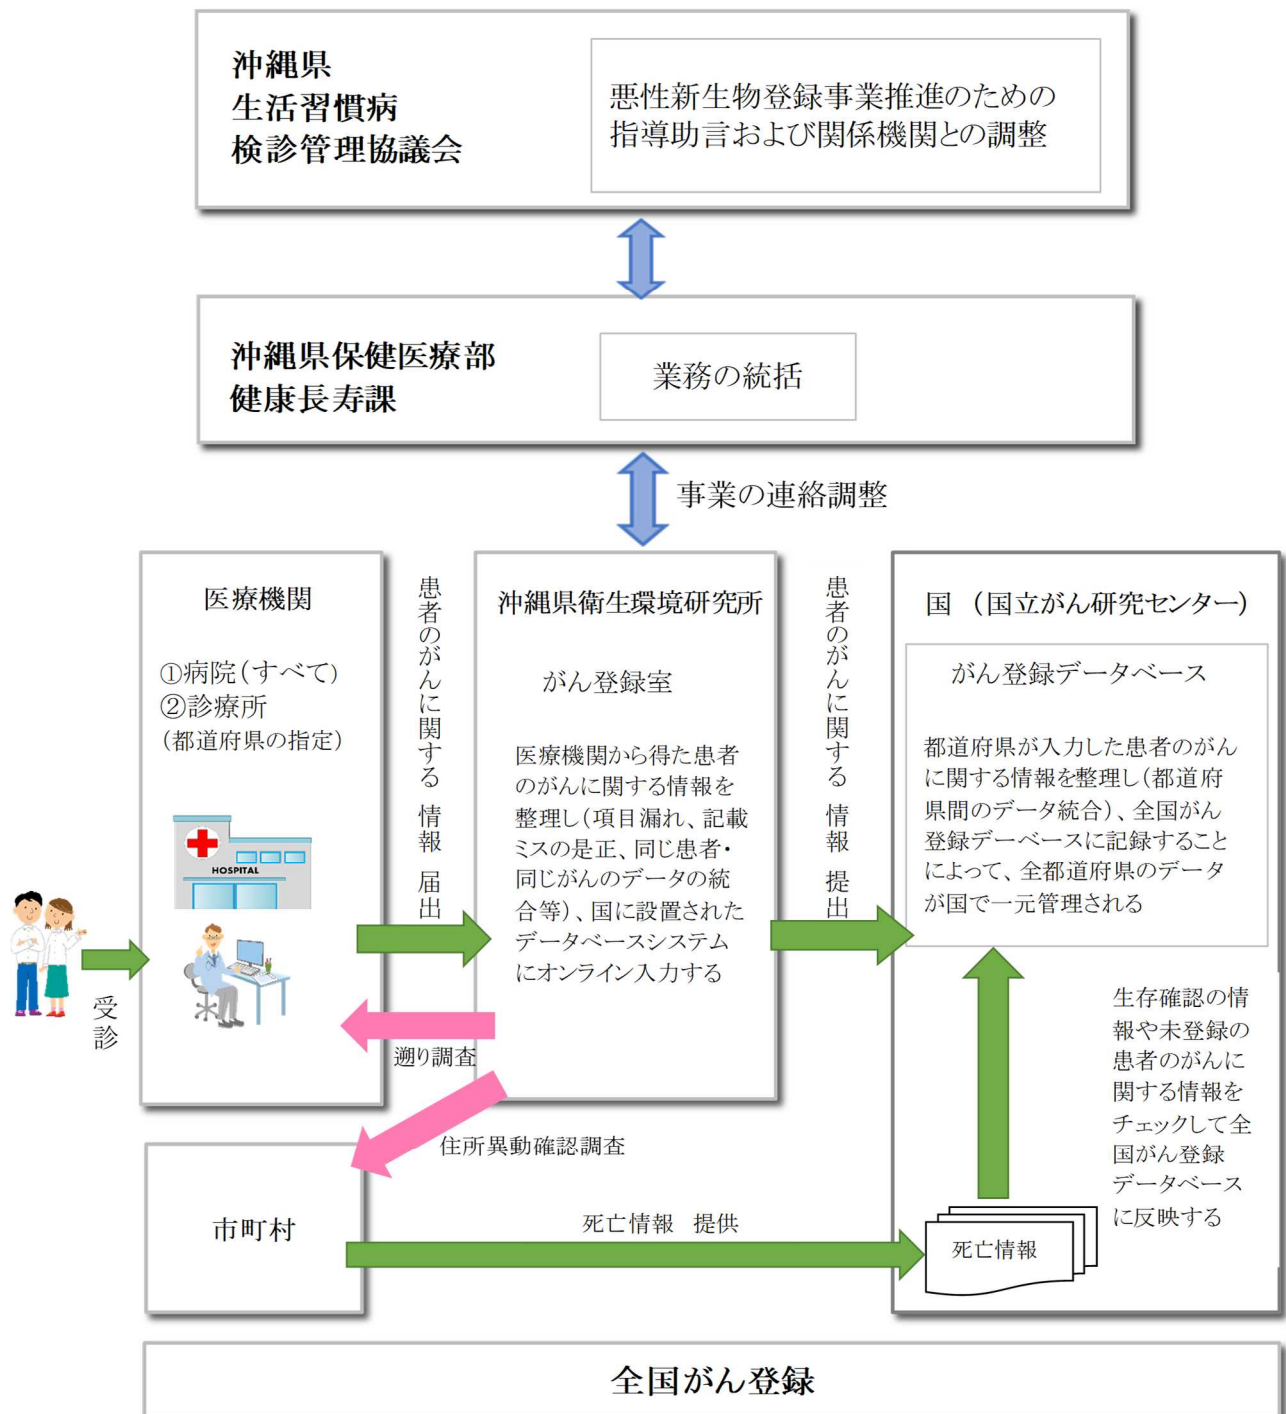 沖縄県
生活習慣病
検診管理協議会
悪性新生物登録事業推進のための
指導助言および関係機関との調整
沖縄県保健医療部
健康長寿課
業務の統括
事業の連絡調整
医療機関
①病院(すべて)
②診療所
(都道府県の指定)
HOSPITAL
受診
患者のがんに関する 情報 届出
沖縄県衛生環境研究所
がん登録室
医療機関から得た患者
のがんに関する情報を
整理し(項目漏れ、記載
ミスの是正、同じ患者・
同じがんのデータの統
合等)、国に設置された
データベースシステム
にオンライン入力する
患者のがんに関する 情報 提出
国 (国立がん研究センター)
がん登録データベース
都道府県が入力した患者のがん
に関する情報を整理し(都道府
県間のデータ統合)、全国がん
登録デーベースに記録すること
によって、全都道府県のデータ
が国で一元管理される
生存確認の情
報や未登録の
患者のがんに
関する情報を
チェックして全
国がん登録
データベース
に反映する
遡り調査
住所異動確認調査
市町村
死亡情報 提供
死亡情報
全国がん登録